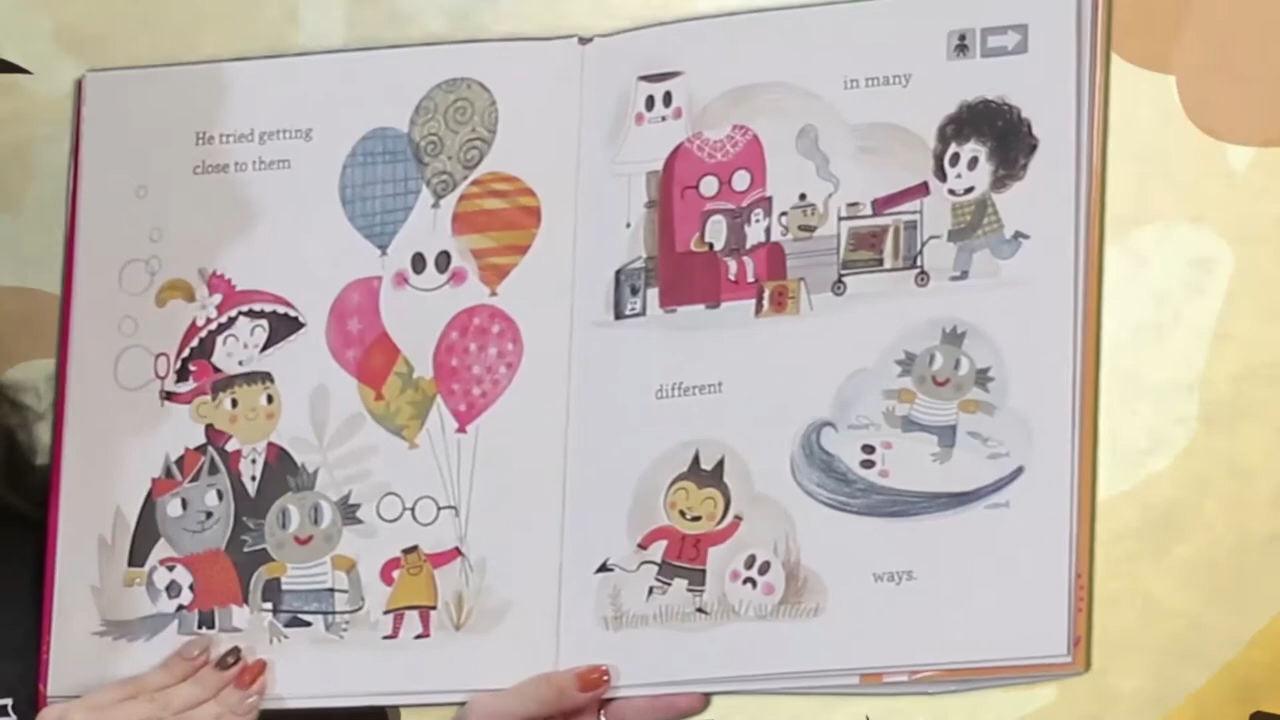 He tried getting
close to them
in many
different
13
ways.